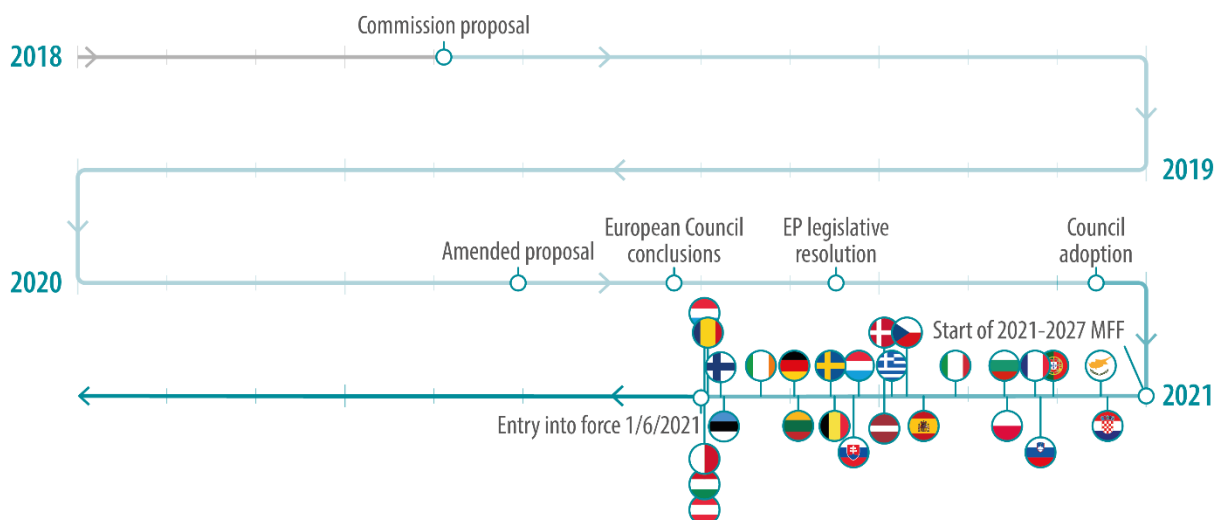 Commission proposal
2018
2019
European Council
conclusions
EP legislative
resolution
Council
adoption
Amended proposal
2020
Start of 2021-2027 MFF
2021
Entry into force 1/6/2021